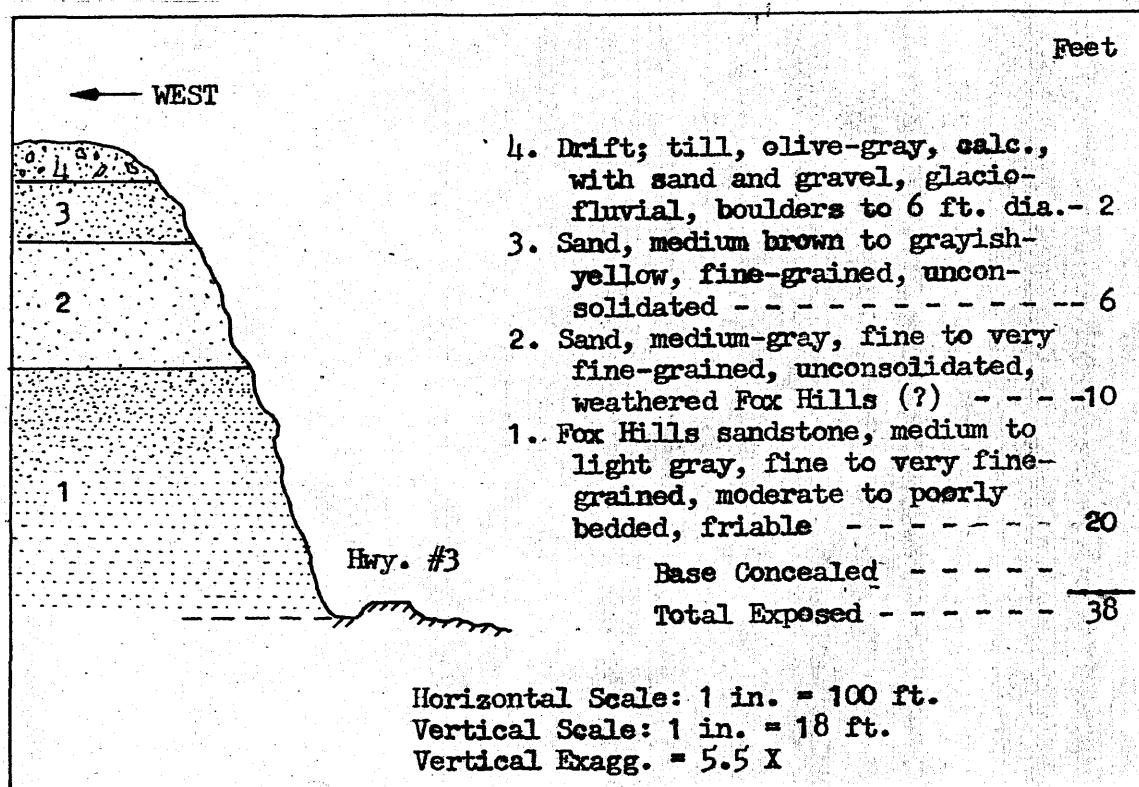 Feet
WEST
4. Drift; till, olive-gray, calc.,
with sand and gravel, glacio-
fluvial, boulders to 6 ft. dia.- 2
3. Sand, medium brown to grayish-
yellow, fine-grained, uncon-
solidated - - - - - - - - - - -- 6
2. Sand, medium-gray, fine to very
fine-grained, unconsolidated,
weathered Fox Hills (?) - - - -10
1. Fox Hills sandstone, medium to
light gray, fine to very fine-
grained, moderate to poorly
bedded, friable - - - - - - - 20
Base Concealed - - - - -
Total Exposed - - - - - - 38
4
3
2
1
Hwy. #3
Horizontal Scale: 1 in. = 100 ft.
Vertical Scale: 1 in. = 18 ft.
Vertical Exagg. = 5.5 X